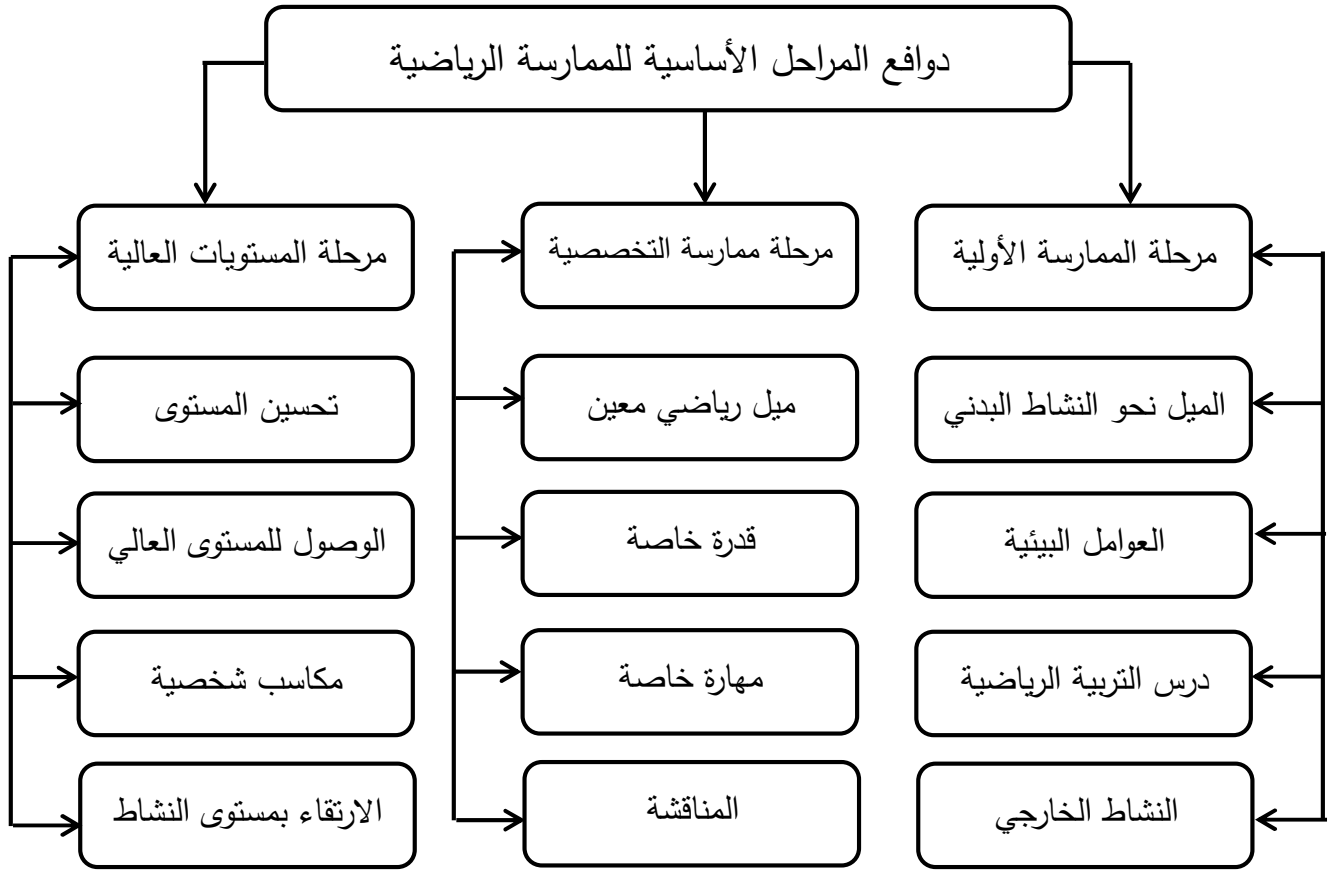 دوافع المراحل الأساسية للممارسة الرياضية
مرحلة الممارسة الأولية
مرحلة ممارسة التخصصية
مرحلة المستويات العالية
الميل نحو النشاط البدني
ميل رياضي معين
تحسين المستوى
العوامل البيئية
قدرة خاصة
الوصول للمستوى العالي
درس التربية الرياضية
مهارة خاصة
مكاسب شخصية
النشاط الخارجي
المناقشة
الارتقاء بمستوى النشاط